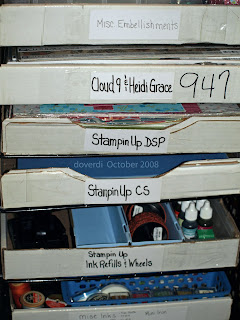 Misc. Embellishments
Cloud 9 & Heidi Grace
947
doverdi October 2008
Stampin Up DSP
Stampin Up CS
Stampin Up
Ink Refills & Wheels